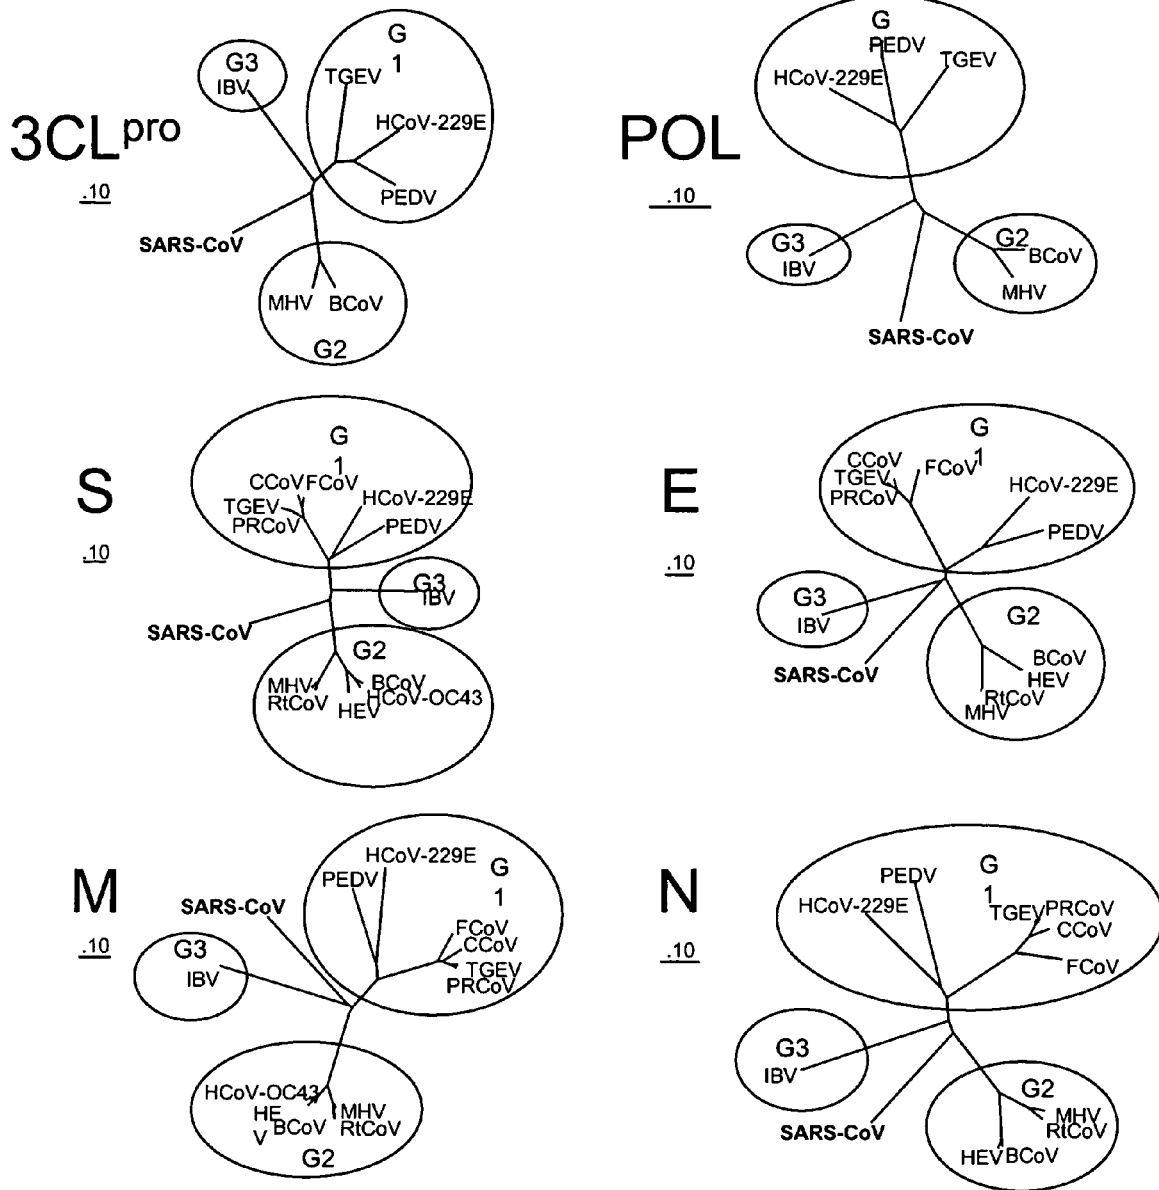 3CLpro
.10
G3
IBV
G
1
TGEV
HCoV-229E
PEDV
SARS-CoV
MHV
BCoV
G2
POL
.10
G
PEDV
TGEV
HCoV-229E
G3
IBV
G2
BCoV
MHV
SARS-CoV
S
.10
G
1
CCoV
FCoV
TGEV
PRCoV
HCoV-229E
PEDV
G3
IBV
SARS-CoV
G2
MHV
RtCoV
BCoV
HCoV-OC43
HEV
E
.10
G
1
CCoV
FCoV
TGEV
PRCoV
HCoV-229E
PEDV
G3
IBV
SARS-CoV
G2
BCoV
HEV
RtCoV
MHV
M
.10
G
1
HCoV-229E
PEDV
SARS-CoV
FCoV
CCoV
TGEV
PRCoV
G3
IBV
HCoV-OC43
HE
V
BCoV
MHV
RtCoV
G2
N
.10
G
1
PEDV
HCoV-229E
TGEV
PRCoV
CCoV
FCoV
G3
IBV
SARS-CoV
G2
MHV
RtCoV
HEV
BCoV